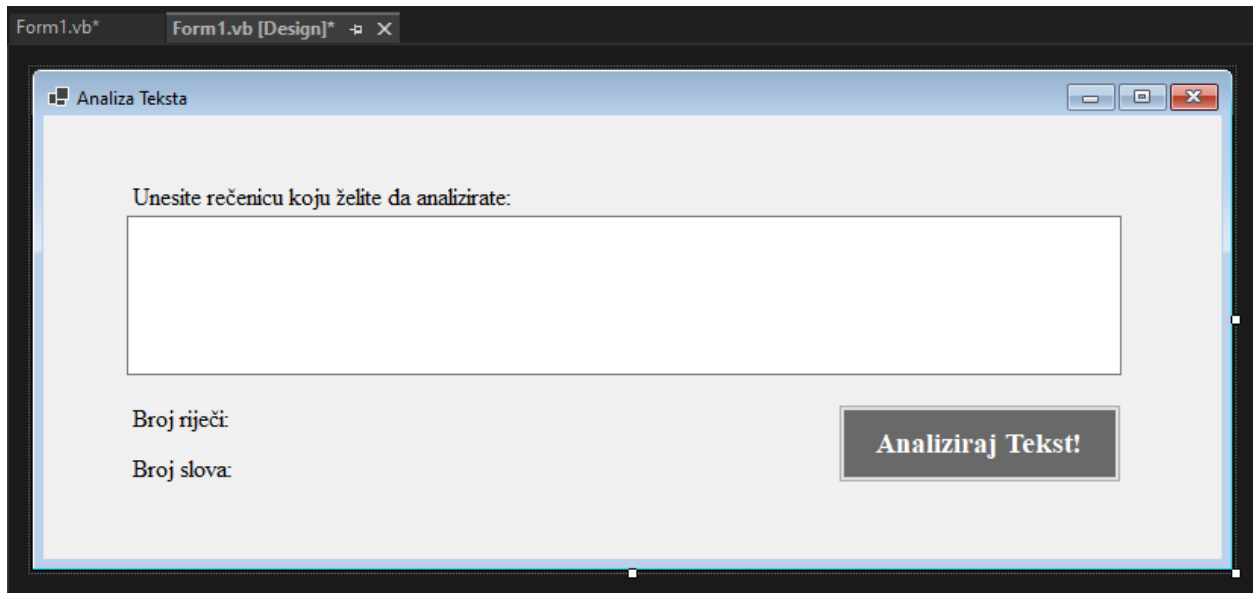 Form1.vb*
Form1.vb [Design]*
Analiza Teksta
Unesite rečenicu koju želite da analizirate:
Broj riječi:
Analiziraj Tekst!
Broj slova: